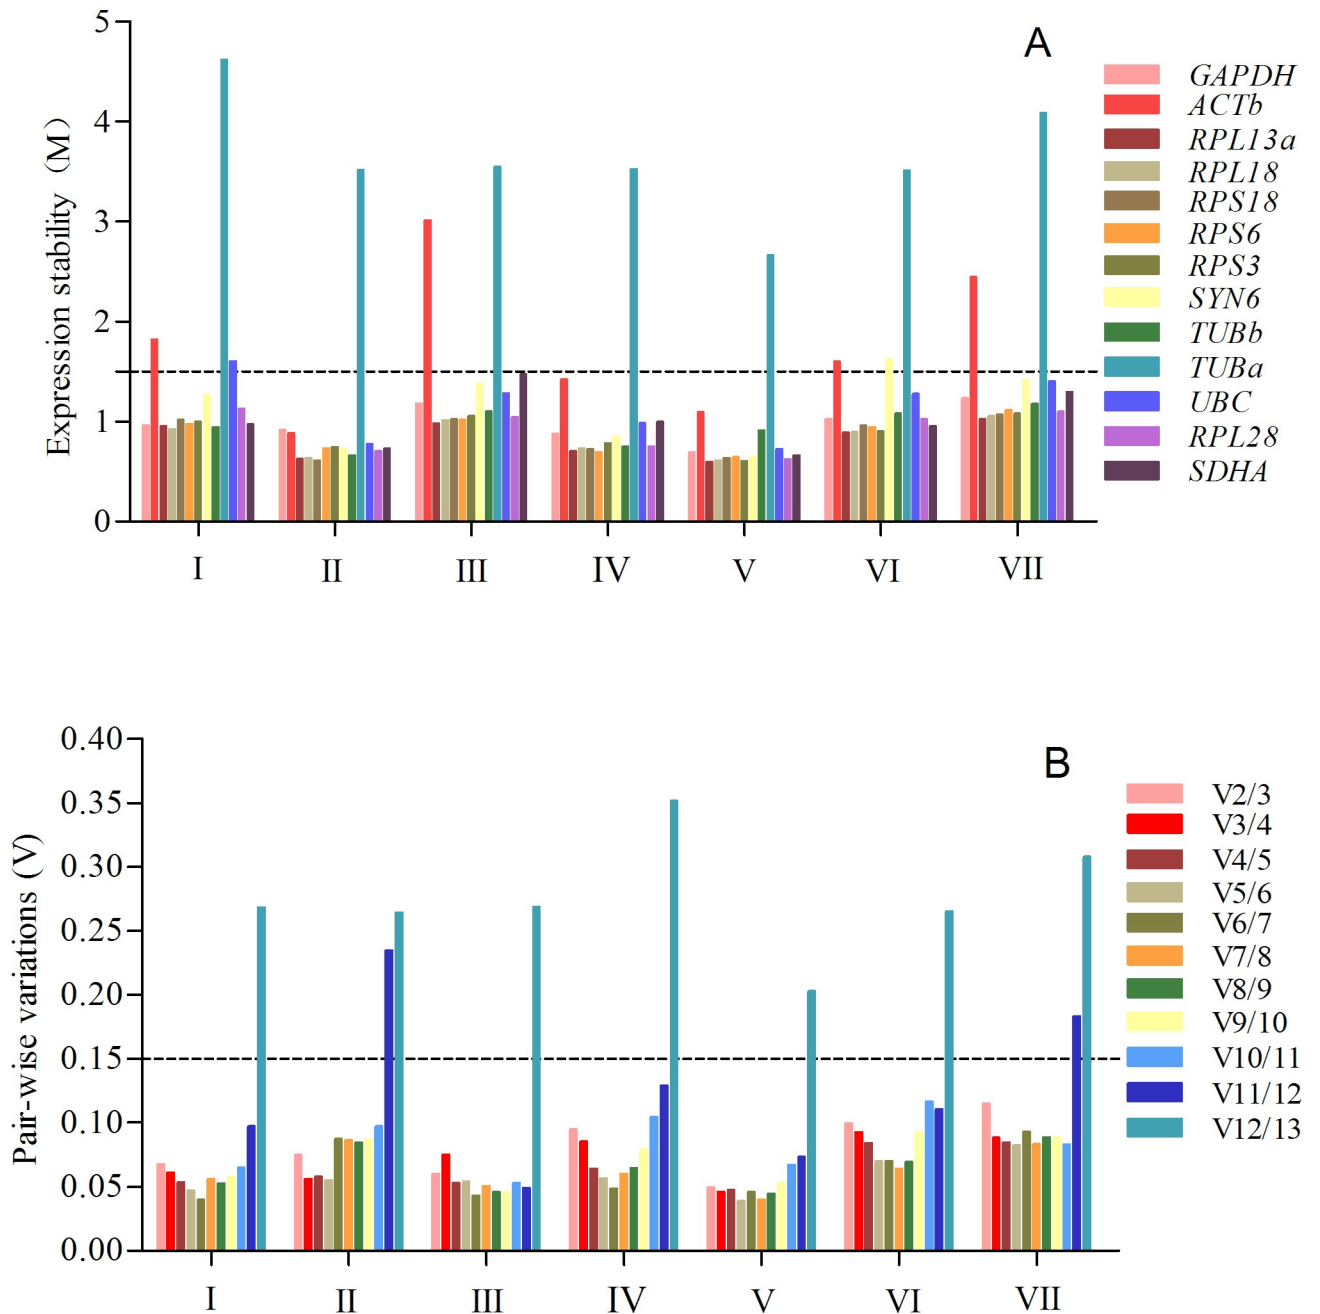 A
Expression stability (M)
5
4
3
2
1
0
I II III IV V VI VII
GAPDH
ACTb
RPL13a
RPL18
RPS18
RPS6
RPS3
SYN6
TUBb
TUBa
UBC
RPL28
SDHA
B
Pair-wise variations (V)
0.40
0.35
0.30
0.25
0.20
0.15
0.10
0.05
0.00
I II III IV V VI VII
V2/3
V3/4
V4/5
V5/6
V6/7
V7/8
V8/9
V9/10
V10/11
V11/12
V12/13